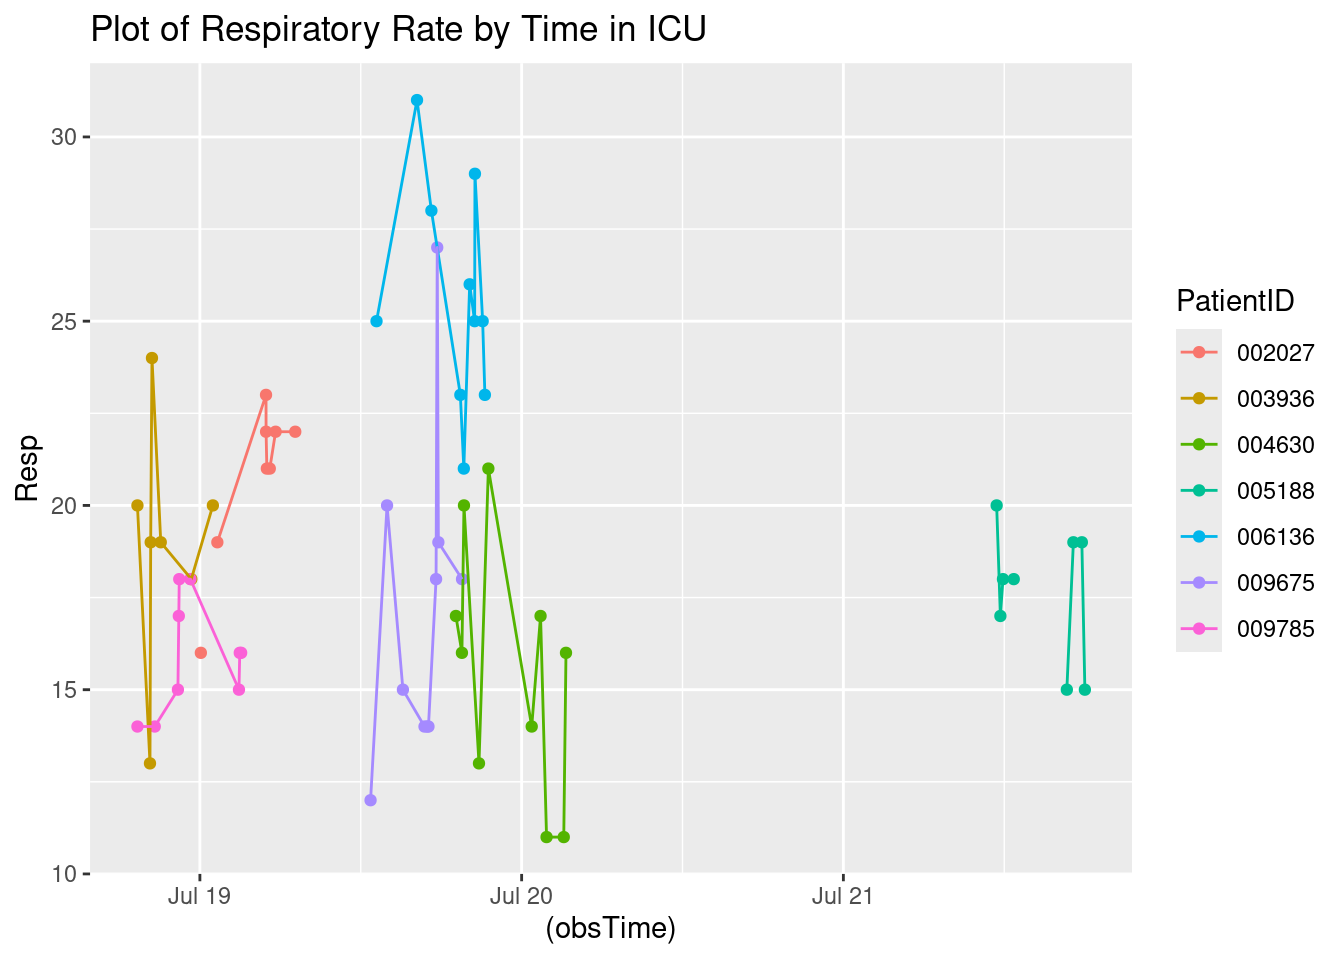 Plot of Respiratory Rate by Time in ICU
30
25
20
15
10
Resp
Jul 19
Jul 20
Jul 21
(obsTime)
PatientID
002027
003936
004630
005188
006136
009675
009785